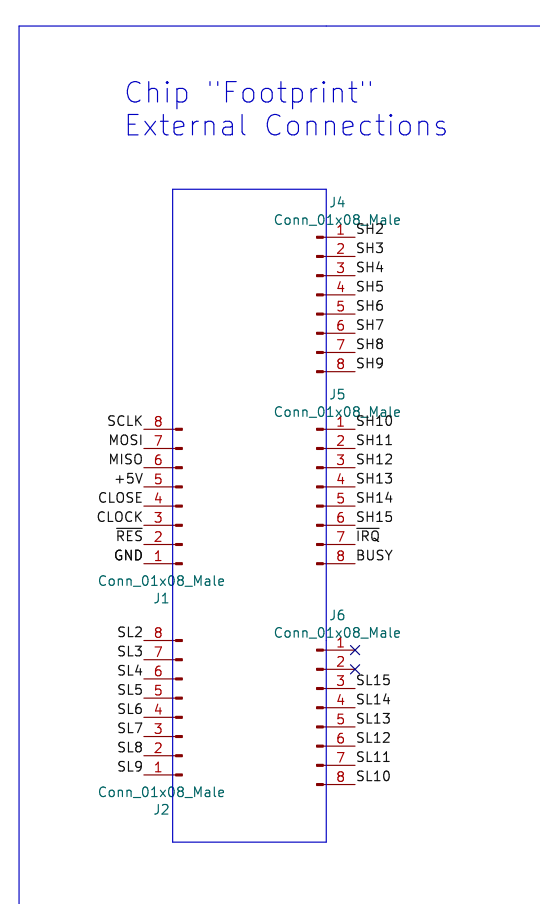 Chip "Footprint"
External Connections
J4
Conn_01x08_Male
1 SH2
2 SH3
3 SH4
4 SH5
5 SH6
6 SH7
7 SH8
8 SH9
J5
Conn_01x08_Male
SCLK 8 1 SH10
MOSI 7 2 SH11
MISO 6 3 SH12
+5V 5 4 SH13
CLOSE 4 5 SH14
CLOCK 3 6 SH15
RES 2 7 IRQ
GND 1 8 BUSY
Conn_01x08_Male
J1
J6
SL2 8 Conn_01x08_Male
SL3 7 1
SL4 6 2
SL5 5 3 SL15
SL6 4 4 SL14
SL7 3 5 SL13
SL8 2 6 SL12
SL9 1 7 SL11
8 SL10
Conn_01x08_Male
J2